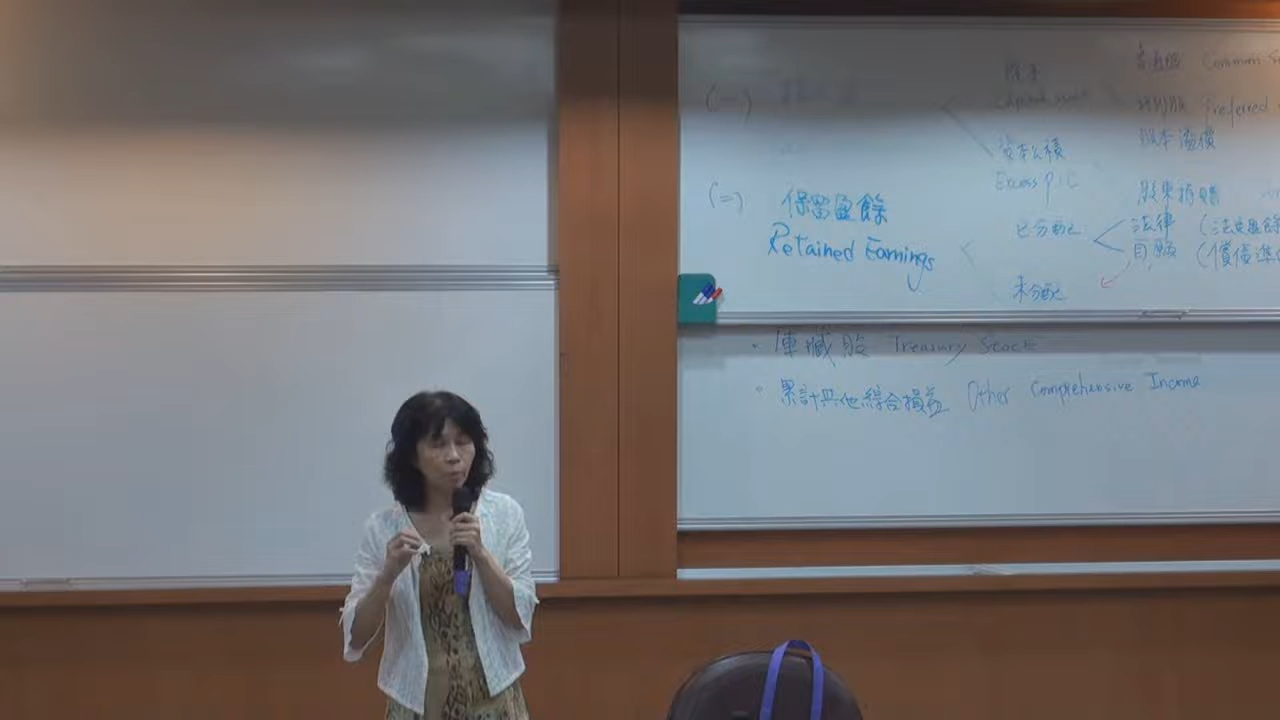 (一)
股本
Capital stock
普通股 Common
特別股 Preferred
資本公積
Excess P.I.C
股本溢價
股東捐贈
(二) 保留盈餘
Retained Earnings
已分配
法律 (法定盈餘
自願 (償債準
未分配
· 庫藏股 Treasury Stock
· 累計其他綜合損益 Other Comprehensive Income